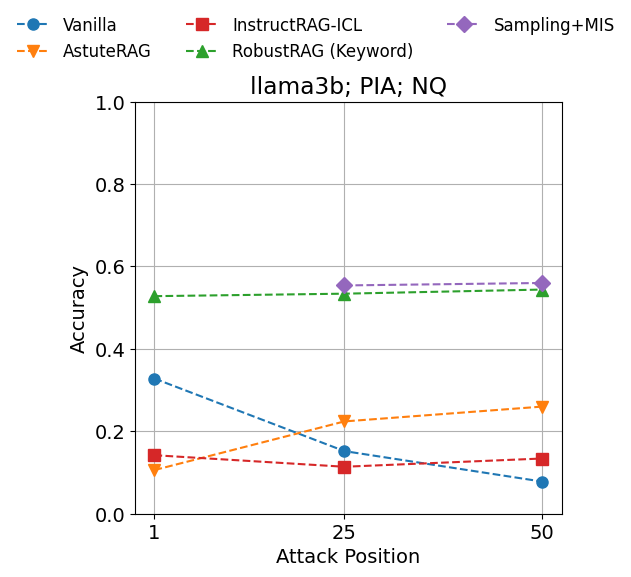 Vanilla
AstuteRAG
InstructRAG-ICL
RobustRAG (Keyword)
Sampling+MIS
llama3b; PIA; NQ
1.0
0.8
0.6
0.4
0.2
0.0
Accuracy
1 25 50
Attack Position